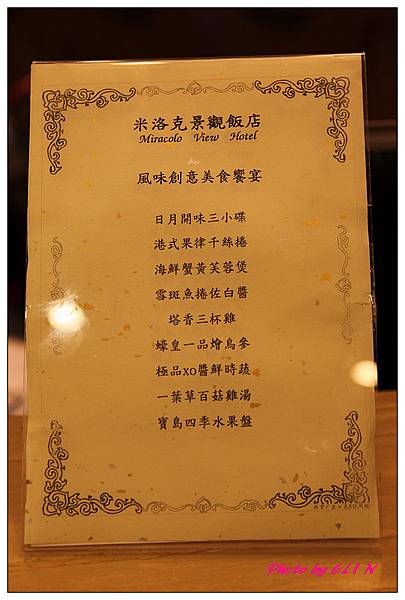 米洛克景觀飯店
Miracolo View Hotel
風味創意美食饗宴
日月開味三小碟
港式果律千絲捲
海鮮蟹黃芙蓉煲
雪斑魚捲佐白醬
塔香三杯雞
蠔皇一品燴烏參
極品xo醬鮮時蔬
一葉草百菇雞湯
寶島四季水果盤
Photo by ELIN